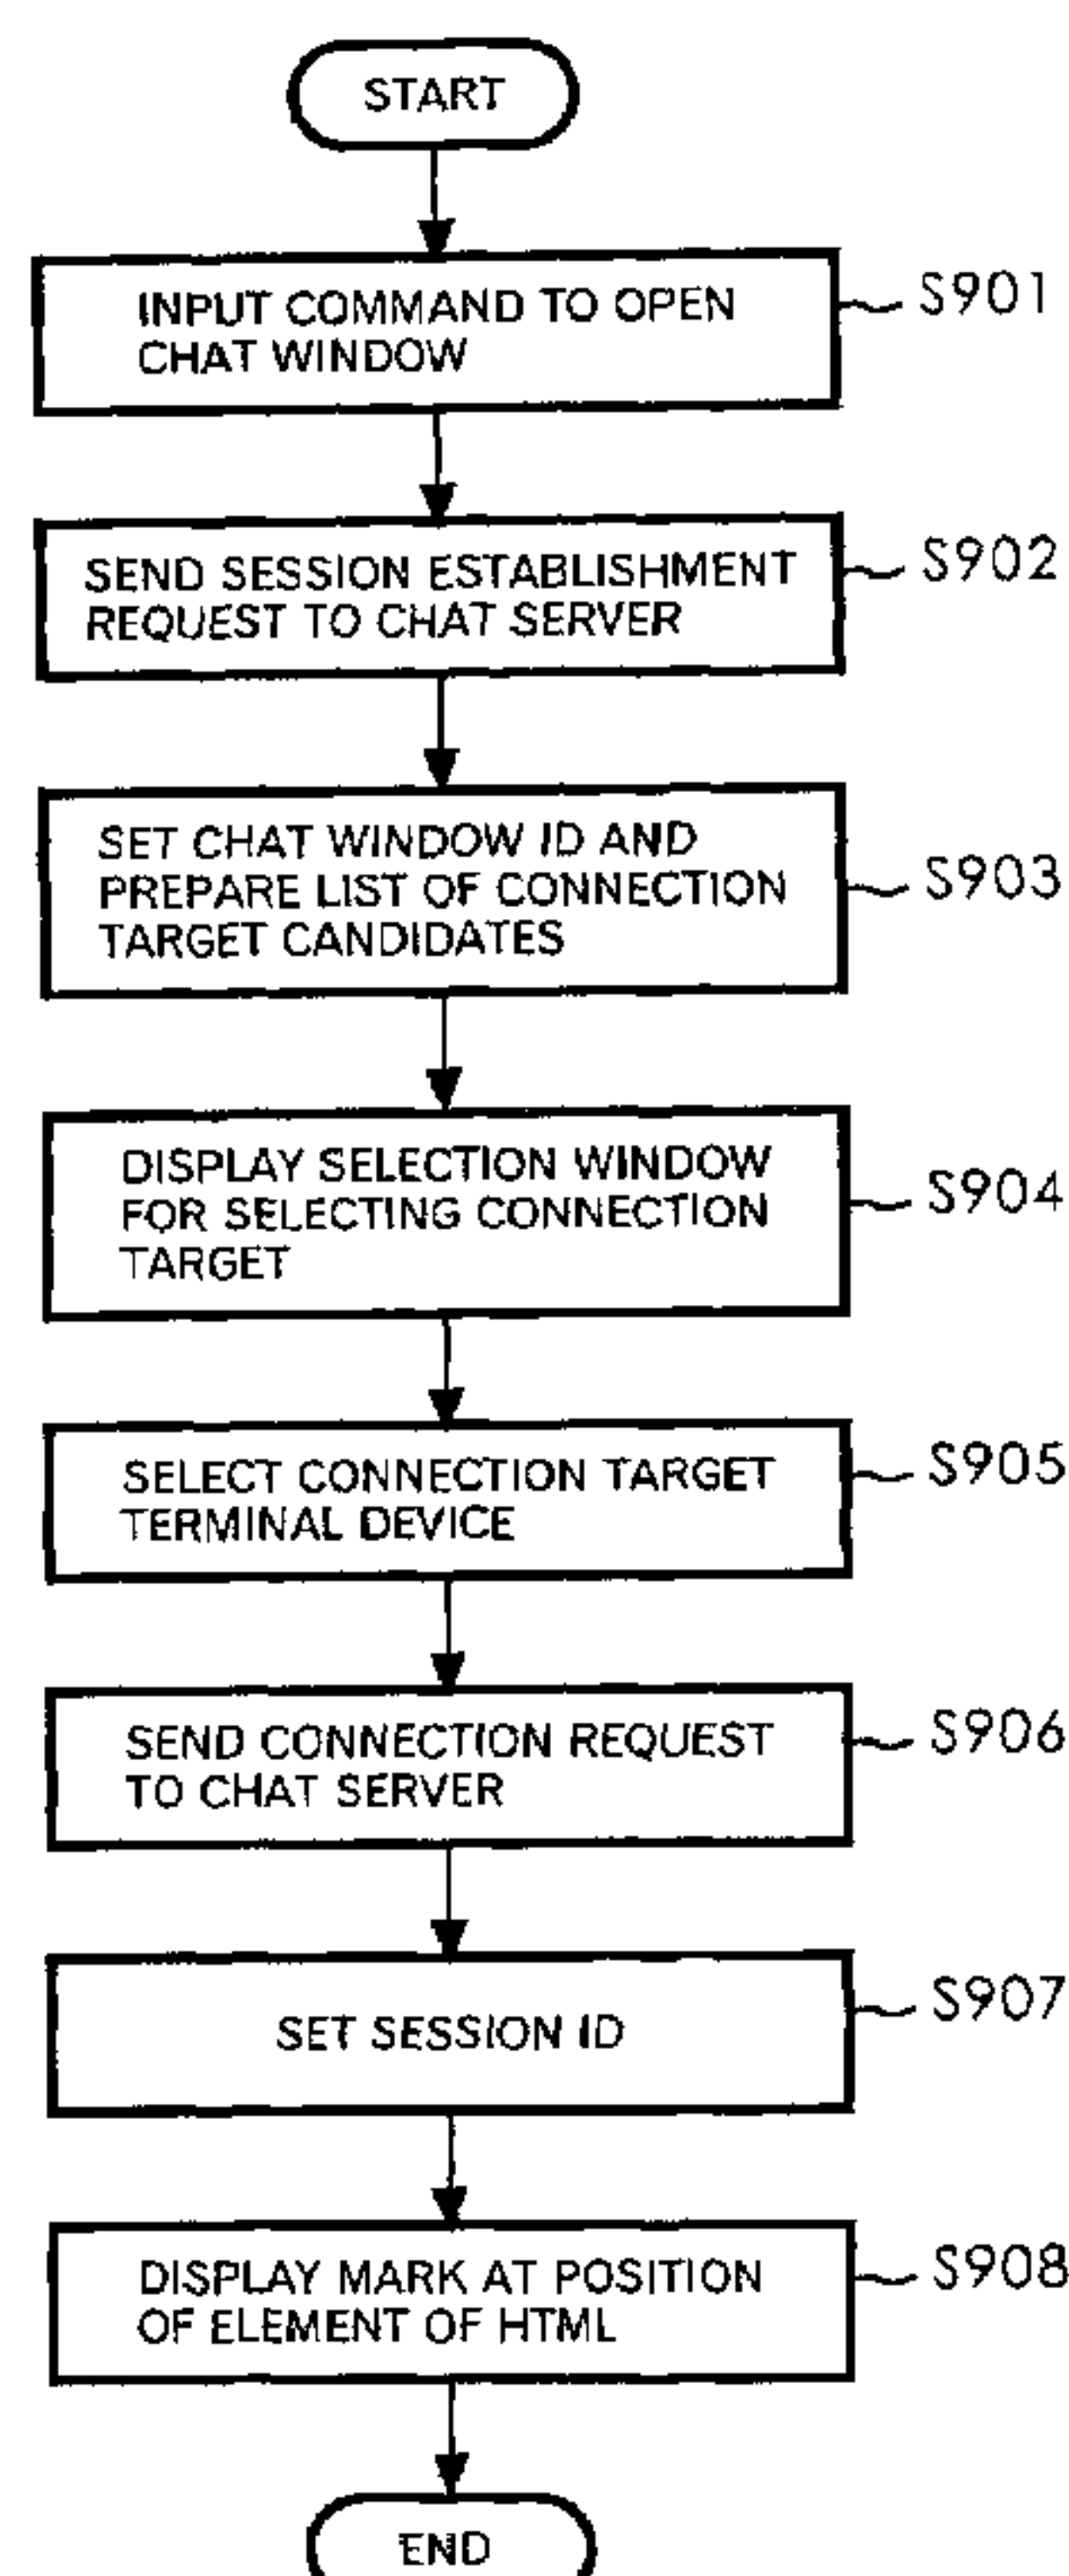 START
INPUT COMMAND TO OPEN
CHAT WINDOW
S901
SEND SESSION ESTABLISHMENT
REQUEST TO CHAT SERVER
S902
SET CHAT WINDOW ID AND
PREPARE LIST OF CONNECTION
TARGET CANDIDATES
S903
DISPLAY SELECTION WINDOW
FOR SELECTING CONNECTION
TARGET
S904
SELECT CONNECTION TARGET
TERMINAL DEVICE
S905
SEND CONNECTION REQUEST
TO CHAT SERVER
S906
SET SESSION ID
S907
DISPLAY MARK AT POSITION
OF ELEMENT OF HTML
S908
END